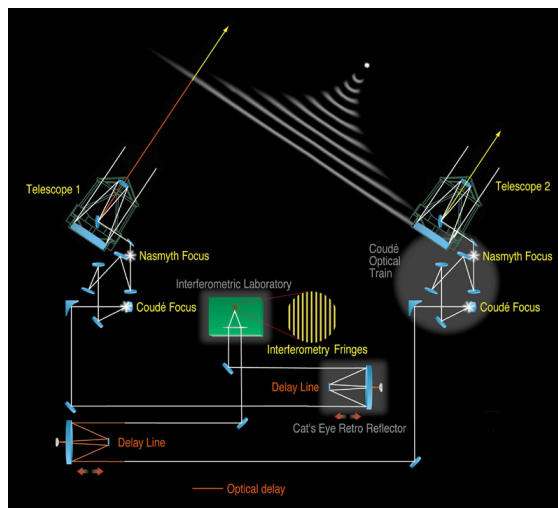 Telescope 1
Telescope 2
Nasmyth Focus
Coudé
Optical
Train
Nasmyth Focus
Interferometric Laboratory
Coudé Focus
Coudé Focus
Interferometry Fringes
Delay Line
Cat's Eye Retro Reflector
Delay Line
Optical delay